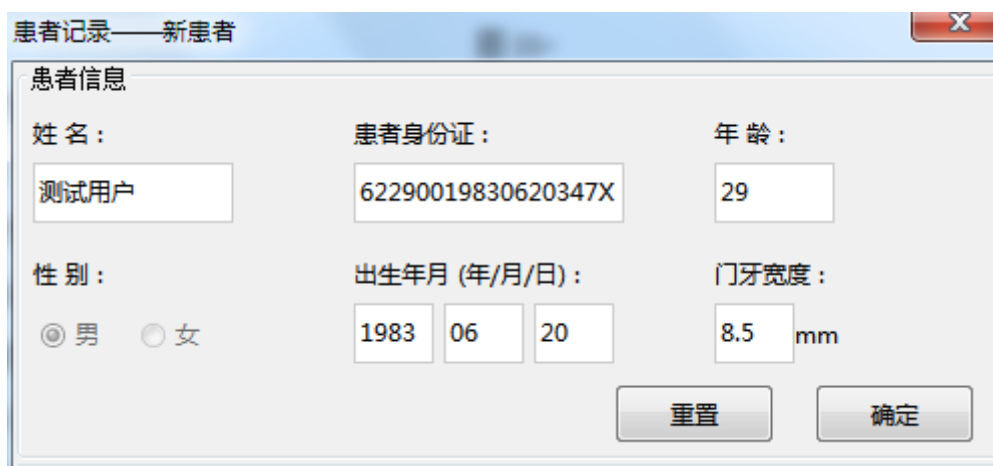 患者记录——新患者
患者信息
姓 名： 患者身份证： 年 龄：
测试用户 62290019830620347X 29
性 别： 出生年月 (年/月/日)： 门牙宽度：
男 女 1983 06 20 8.5 mm
重置 确定